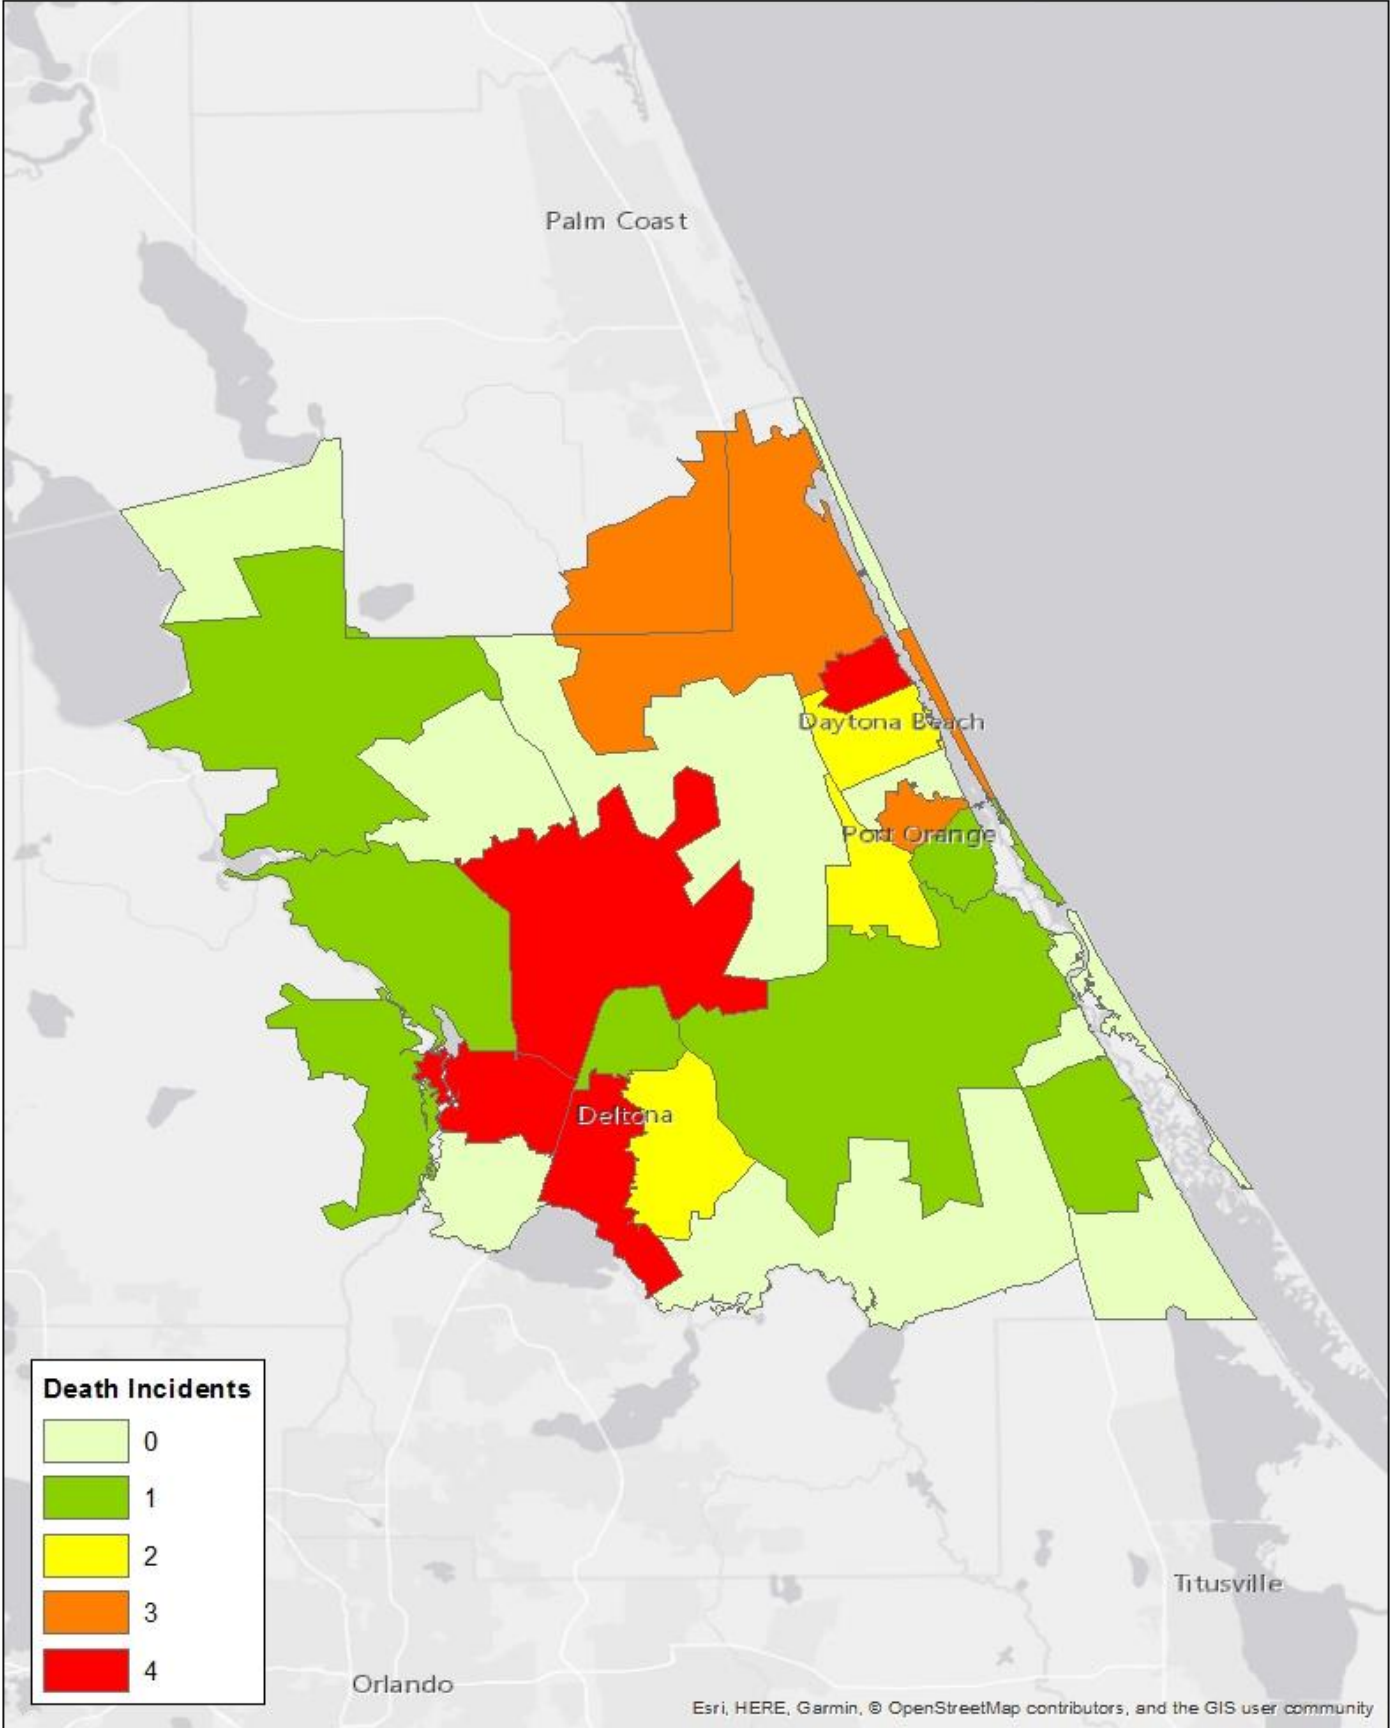 Palm Coast
Daytona Beach
Port Orange
Deltona
Death Incidents
0
1
2
3
4
Titusville
Orlando
Esri, HERE, Garmin, © OpenStreetMap contributors, and the GIS user community